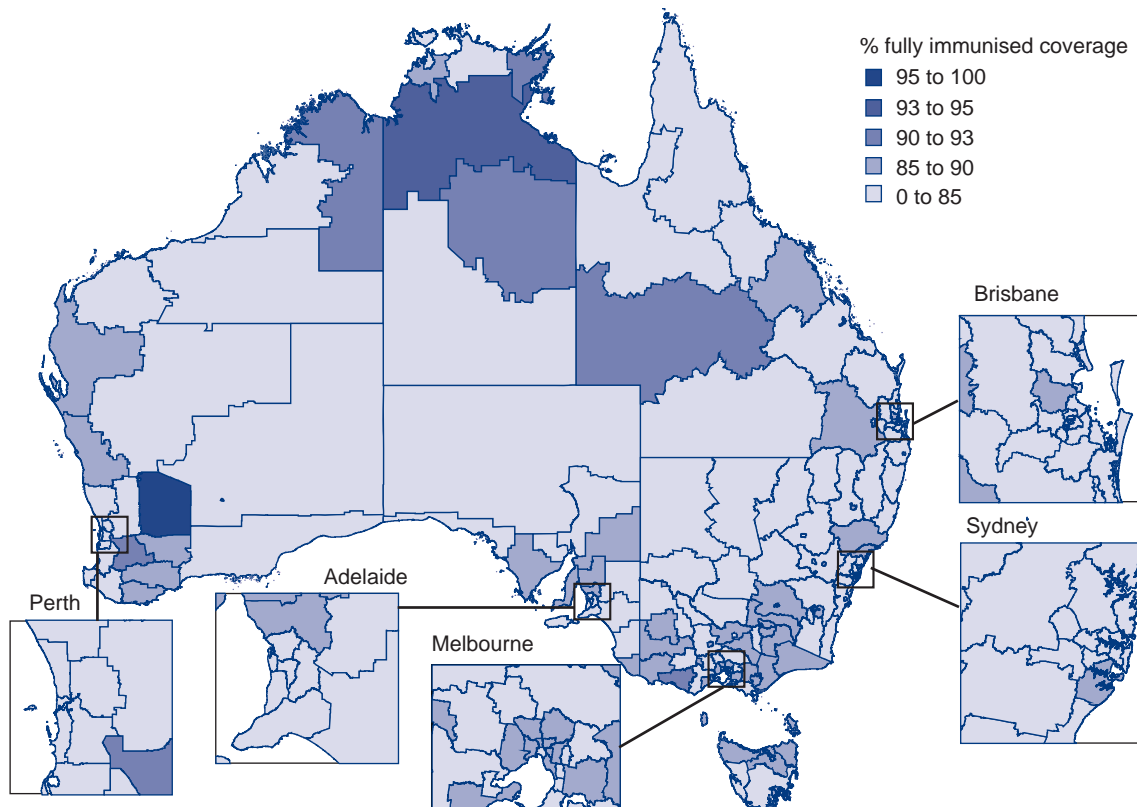 % fully immunised coverage
95 to 100
93 to 95
90 to 93
85 to 90
0 to 85
Brisbane
Sydney
Adelaide
Perth
Melbourne